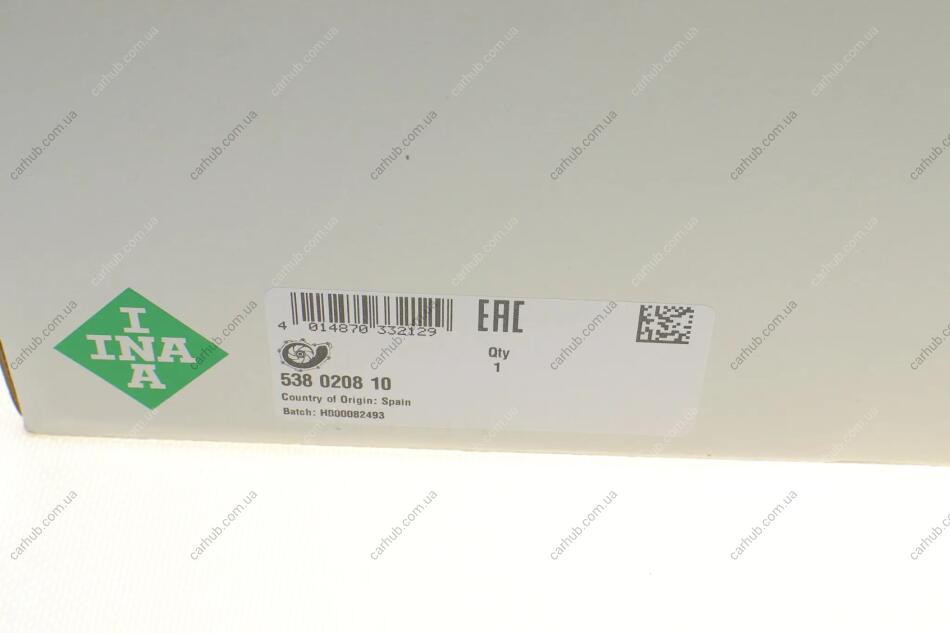 I
INA
A
4 014870 332129
EAC
Qty
1
538 0208 10
Country of Origin: Spain
Batch: HB00082493
carhub.com.ua